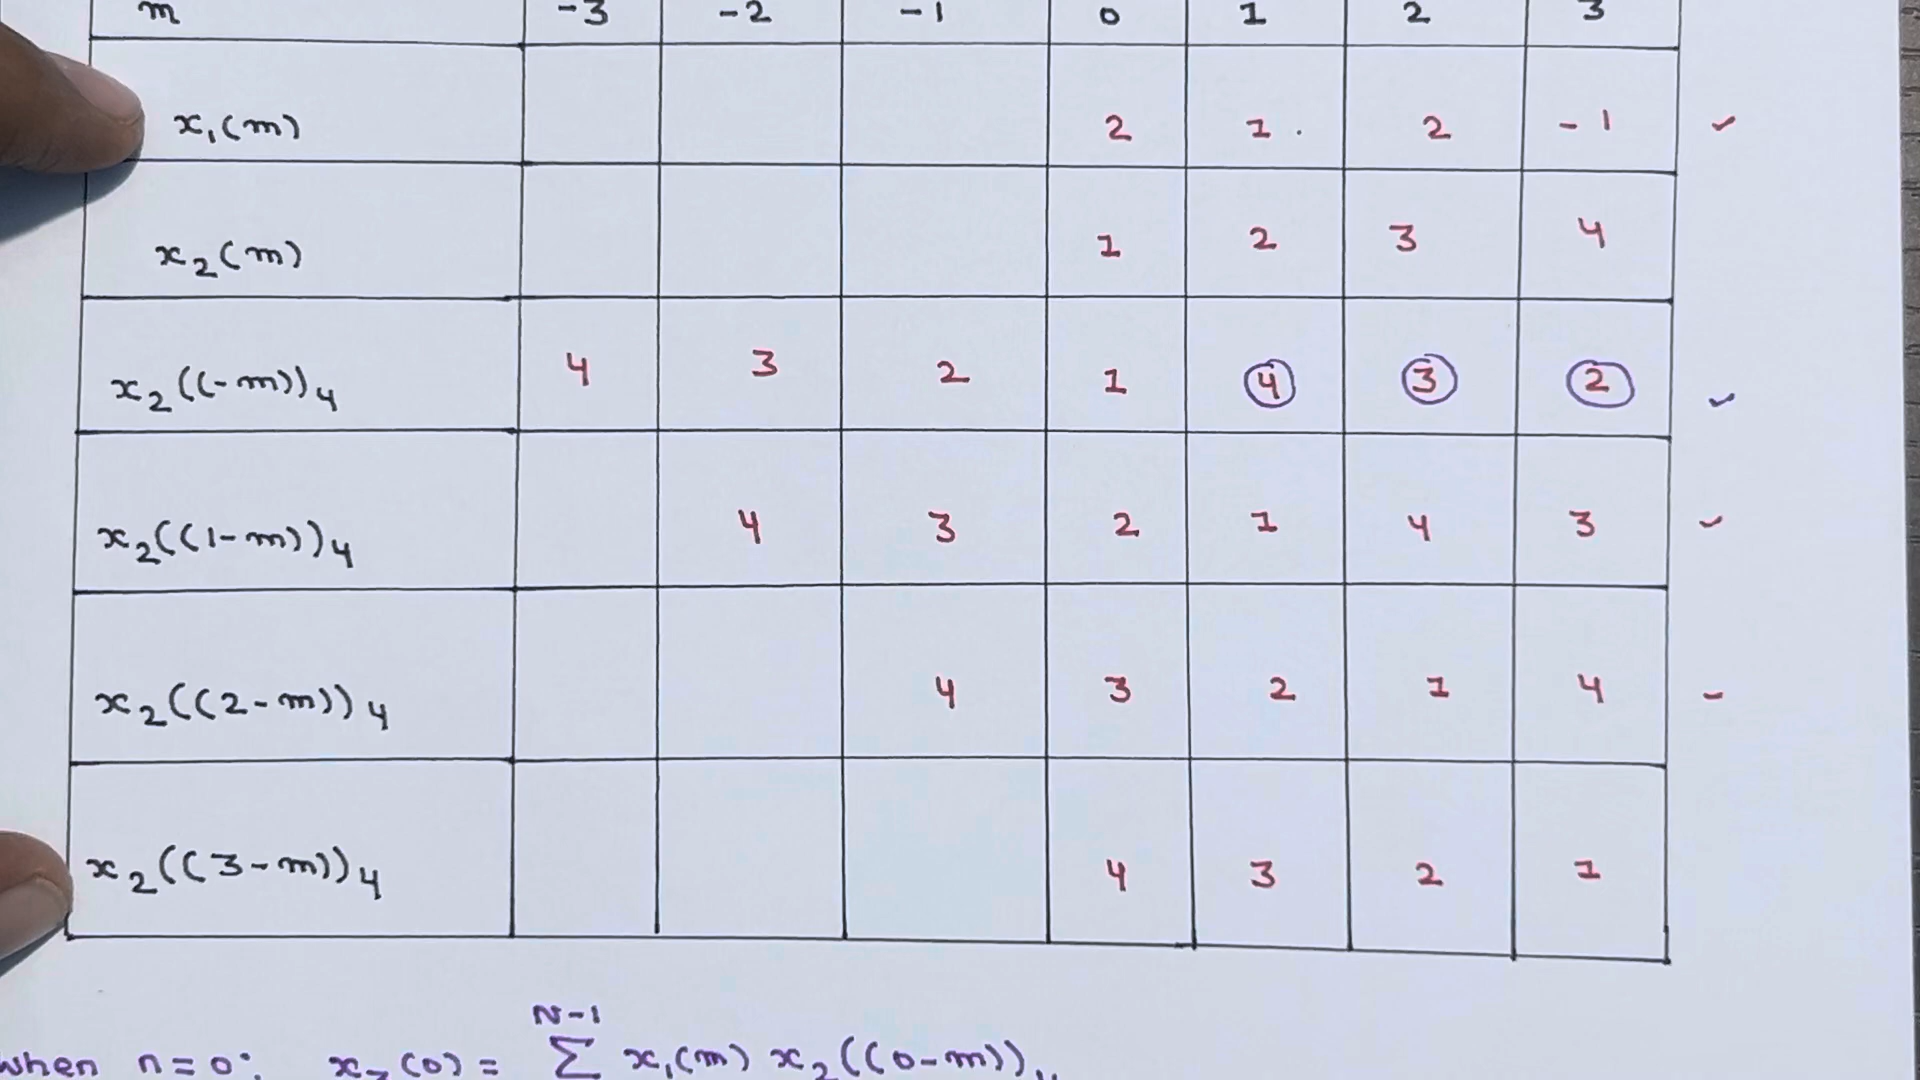 m -3 -2 -1 0 1 2 3
x₁(m) 2 1 . 2 -1 ✓
x₂(m) 1 2 3 4
x₂((-m))₄ 4 3 2 1 4 3 2 ✓
x₂((1-m))₄ 4 3 2 1 4 3 ✓
x₂((2-m))₄ 4 3 2 1 4 -
x₂((3-m))₄ 4 3 2 1
N-1
when n=0: x₃(0) = Σ x₁(m) x₂((0-m))₄